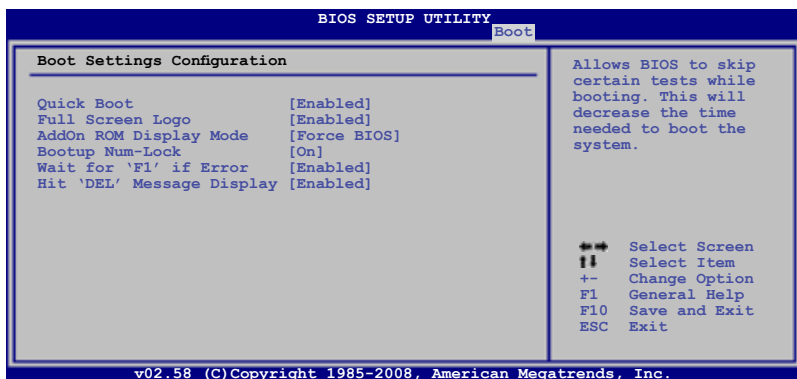 BIOS SETUP UTILITY
Boot
Boot Settings Configuration
Quick Boot [Enabled]
Full Screen Logo [Enabled]
AddOn ROM Display Mode [Force BIOS]
Bootup Num-Lock [On]
Wait for ‘F1’ if Error [Enabled]
Hit ‘DEL’ Message Display [Enabled]
Allows BIOS to skip
certain tests while
booting. This will
decrease the time
needed to boot the
system.
Select Screen
Select Item
+- Change Option
F1 General Help
F10 Save and Exit
ESC Exit
v02.58 (C)Copyright 1985-2008, American Megatrends, Inc.